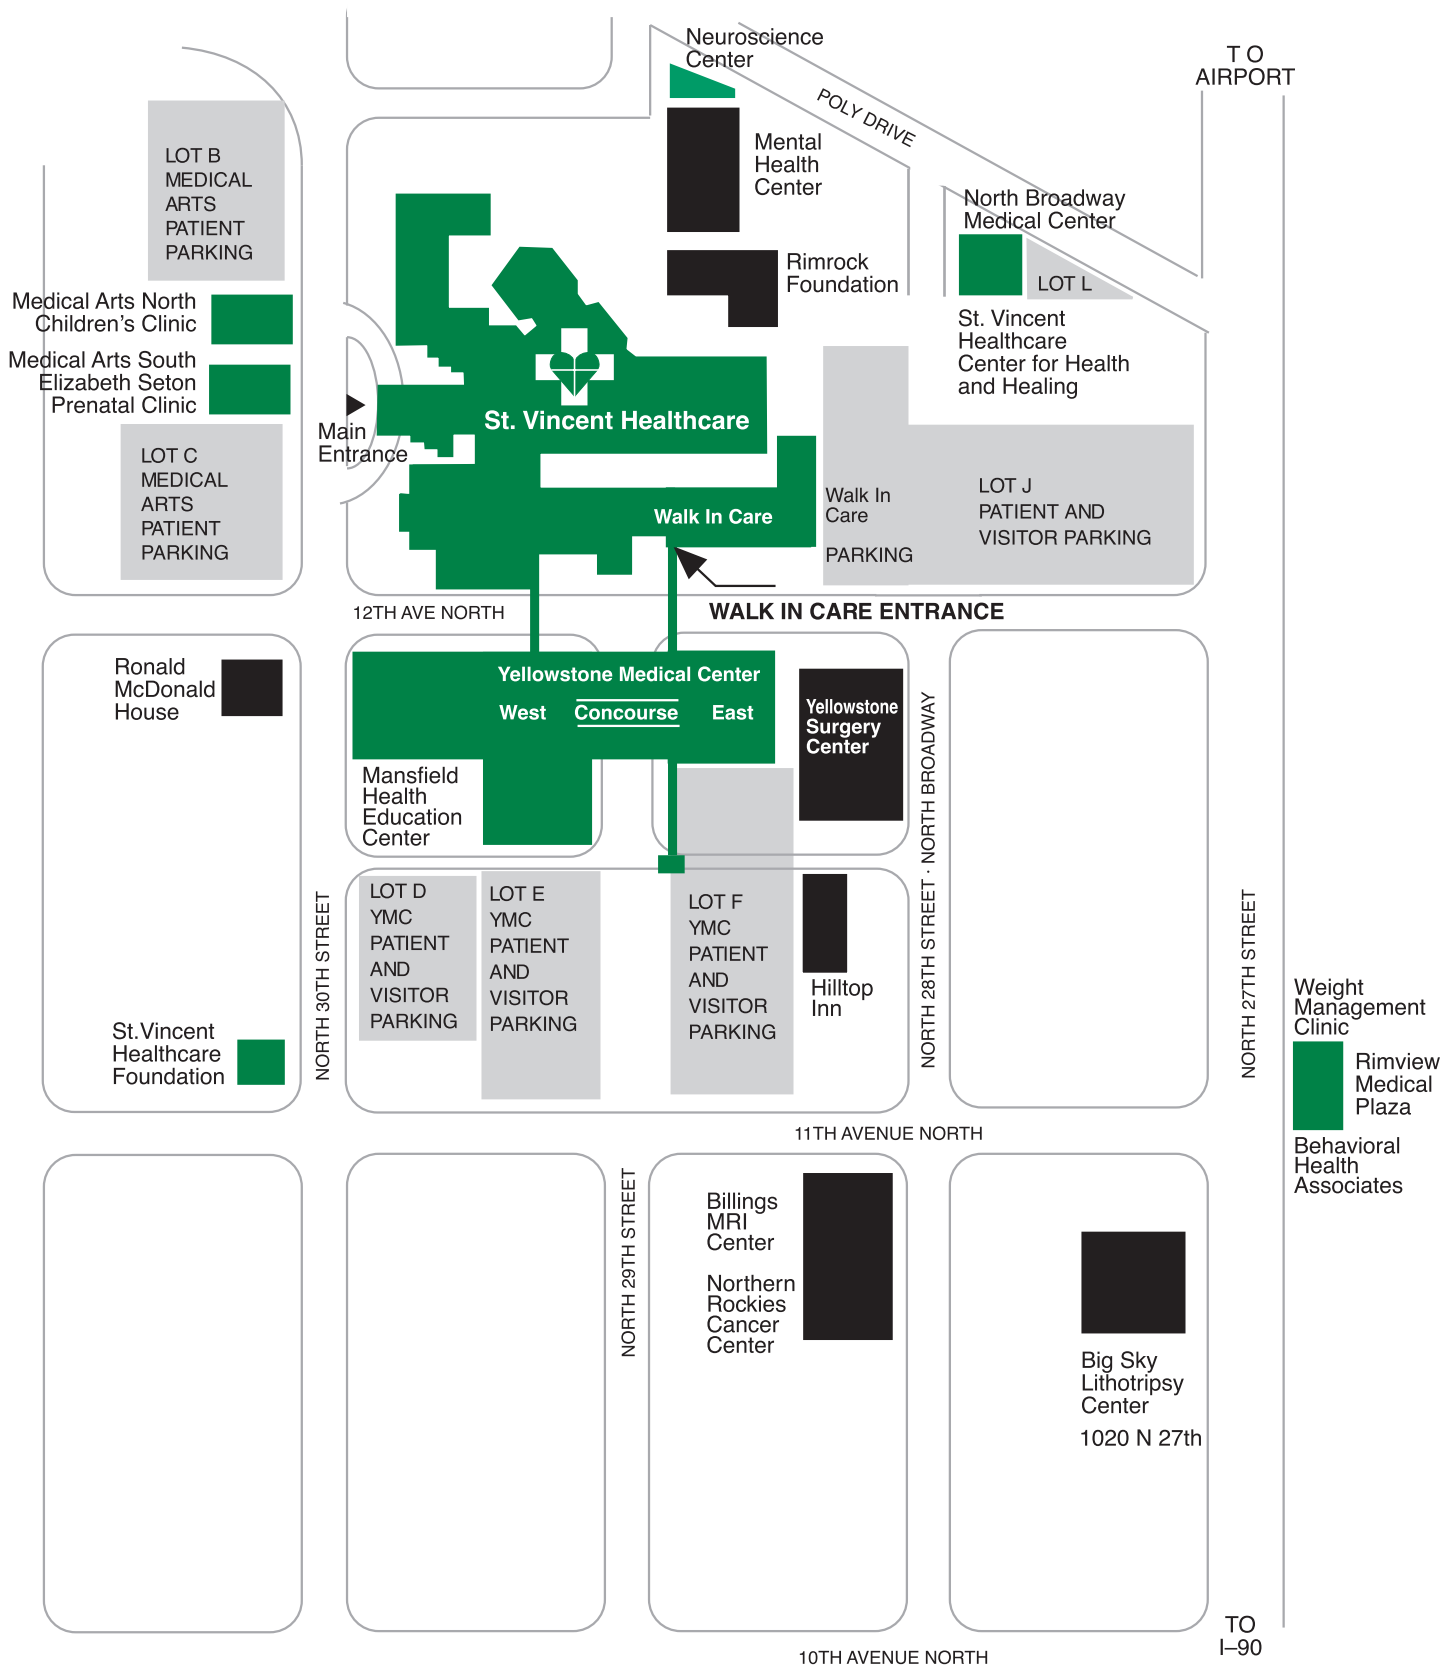 Neuroscience
Center
T O
AIRPORT
POLY DRIVE
LOT B
MEDICAL
ARTS
PATIENT
PARKING
Mental
Health
Center
North Broadway
Medical Center
Rimrock
Foundation
LOT L
Medical Arts North
Children’s Clinic
St. Vincent
Healthcare
Center for Health
and Healing
Medical Arts South
Elizabeth Seton
Prenatal Clinic
St. Vincent Healthcare
Main
Entrance
LOT C
MEDICAL
ARTS
PATIENT
PARKING
Walk In Care
Walk In
Care
PARKING
LOT J
PATIENT AND
VISITOR PARKING
12TH AVE NORTH
WALK IN CARE ENTRANCE
Ronald
McDonald
House
Yellowstone Medical Center
West
Concourse
East
Yellowstone
Surgery
Center
Mansfield
Health
Education
Center
NORTH 28TH STREET · NORTH BROADWAY
LOT D
YMC
PATIENT
AND
VISITOR
PARKING
LOT E
YMC
PATIENT
AND
VISITOR
PARKING
LOT F
YMC
PATIENT
AND
VISITOR
PARKING
Hilltop
Inn
NORTH 30TH STREET
NORTH 27TH STREET
Weight
Management
Clinic
Rimview
Medical
Plaza
Behavioral
Health
Associates
St.Vincent
Healthcare
Foundation
11TH AVENUE NORTH
NORTH 29TH STREET
Billings
MRI
Center
Northern
Rockies
Cancer
Center
Big Sky
Lithotripsy
Center
1020 N 27th
TO
I–90
10TH AVENUE NORTH